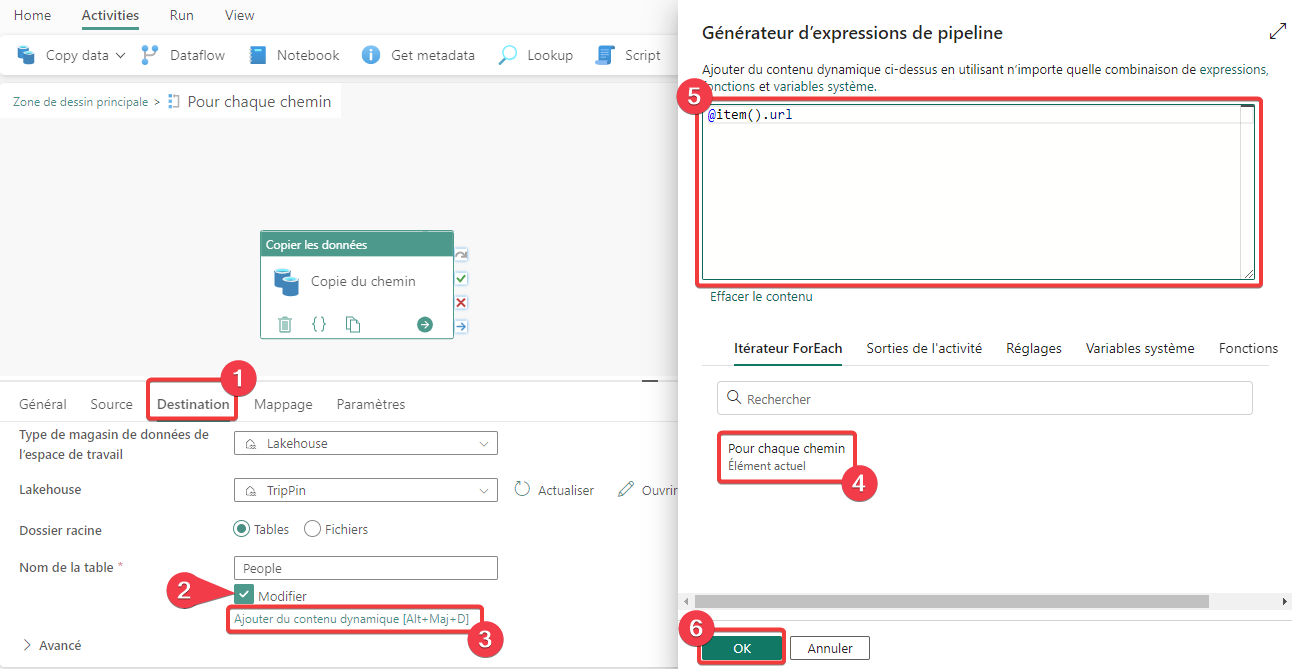 Home Activities Run View
Copy data Dataflow Notebook Get metadata Lookup Script
Zone de dessin principale > Pour chaque chemin
Copier les données
Copie du chemin
1
Général Source Destination Mappage Paramètres
Type de magasin de données de
l’espace de travail
Lakehouse
Lakehouse
TripPin
Actualiser
Ouvrir
Dossier racine
Tables Fichiers
Nom de la table *
People
2
Modifier
Ajouter du contenu dynamique [Alt+Maj+D]
3
Avancé
Générateur d’expressions de pipeline
Ajouter du contenu dynamique ci-dessus en utilisant n’importe quelle combinaison de expressions,
fonctions et variables système.
5
@item().url
Effacer le contenu
Itérateur ForEach Sorties de l'activité Réglages Variables système Fonctions
Rechercher
Pour chaque chemin
Élément actuel
4
6
OK Annuler